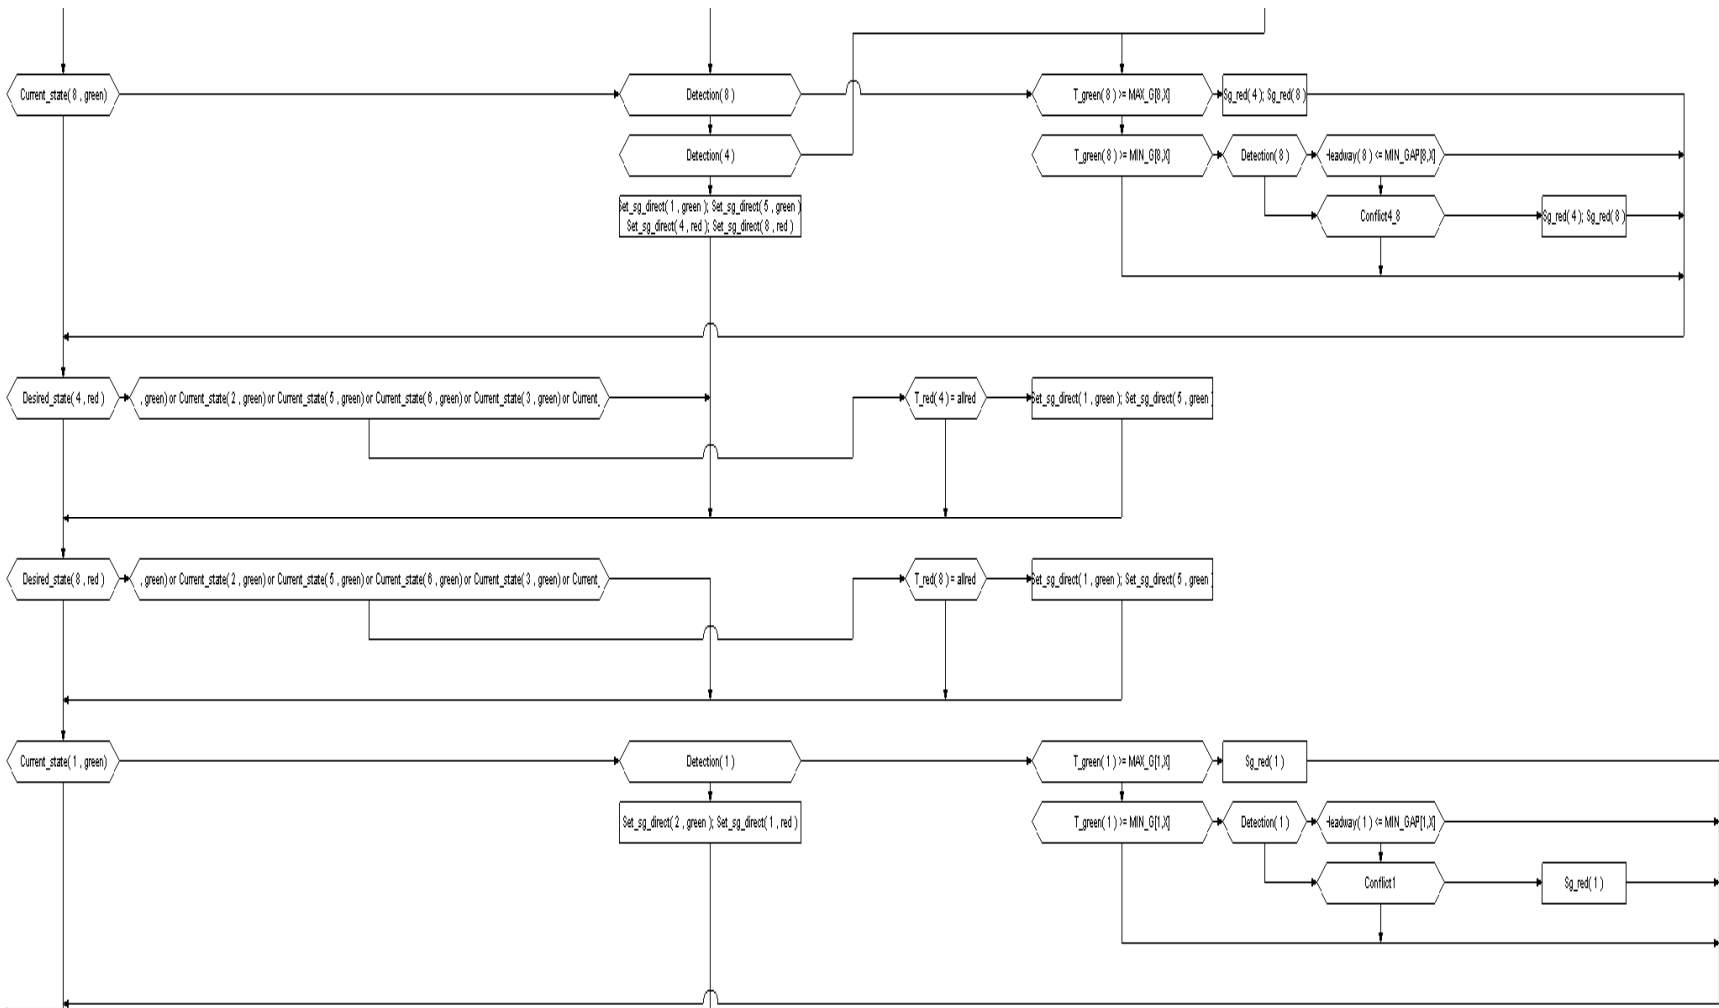 Current_state( 8 , green)
Detection( 8 )
T_green( 8 ) >= MAX_G[8,X]
Sg_red( 4 ); Sg_red( 8 )
Detection( 4 )
T_green( 8 ) >= MIN_G[8,X]
Detection( 8 )
Headway( 8 ) <= MIN_GAP[8,X]
Set_sg_direct( 1 , green ); Set_sg_direct( 5 , green )
Set_sg_direct( 4 , red ); Set_sg_direct( 8 , red )
Conflict4_8
Sg_red( 4 ); Sg_red( 8 )
Desired_state( 4 , red )
, green) or Current_state( 2 , green) or Current_state( 5 , green) or Current_state( 6 , green) or Current_state( 3 , green) or Current_
T_red( 4 ) = allred
Set_sg_direct( 1 , green ); Set_sg_direct( 5 , green
Desired_state( 8 , red )
, green) or Current_state( 2 , green) or Current_state( 5 , green) or Current_state( 6 , green) or Current_state( 3 , green) or Current_
T_red( 8 ) = allred
Set_sg_direct( 1 , green ); Set_sg_direct( 5 , green
Current_state( 1 , green)
Detection( 1 )
T_green( 1 ) >= MAX_G[1,X]
Sg_red( 1 )
Set_sg_direct( 2 , green ); Set_sg_direct( 1 , red )
T_green( 1 ) >= MIN_G[1,X]
Detection( 1 )
Headway( 1 ) <= MIN_GAP[1,X]
Conflict1
Sg_red( 1 )